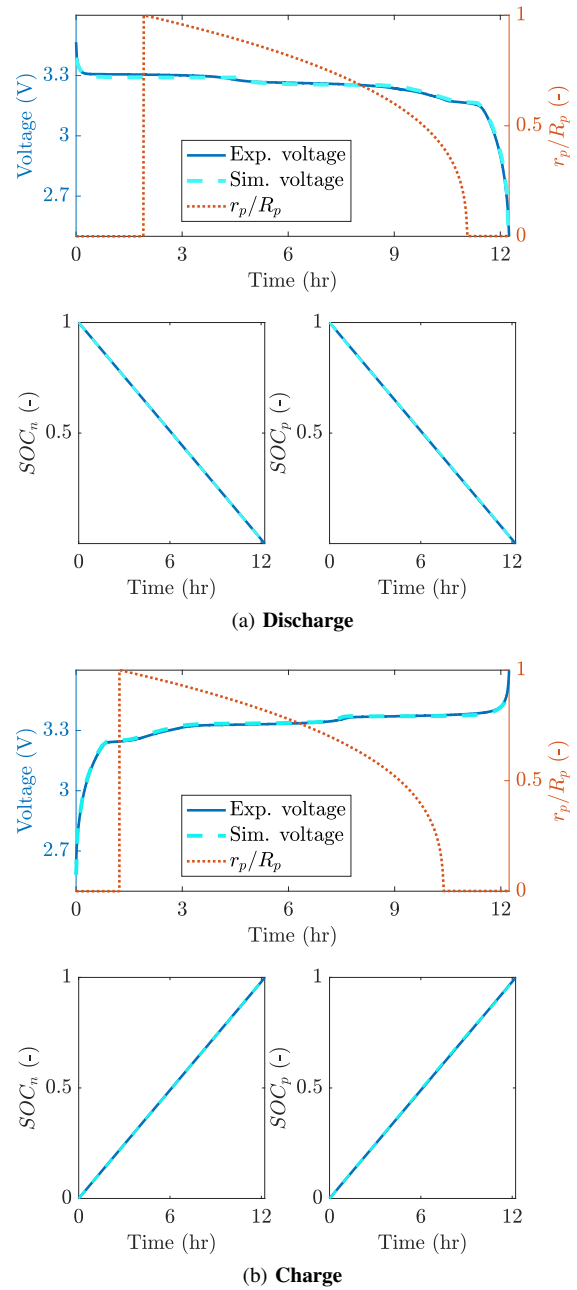 3.3
3
2.7
Voltage (V)
1
0.5
0
r_p/R_p (-)
Exp. voltage
Sim. voltage
r_p/R_p
0 3 6 9 12
Time (hr)
1
0.5
SOC_n (-)
0 6 12
Time (hr)
1
0.5
SOC_p (-)
0 6 12
Time (hr)
(a) Discharge
3.3
3
2.7
Voltage (V)
1
0.5
0
r_p/R_p (-)
Exp. voltage
Sim. voltage
r_p/R_p
0 3 6 9 12
Time (hr)
1
0.5
0
SOC_n (-)
0 6 12
Time (hr)
1
0.5
0
SOC_p (-)
0 6 12
Time (hr)
(b) Charge